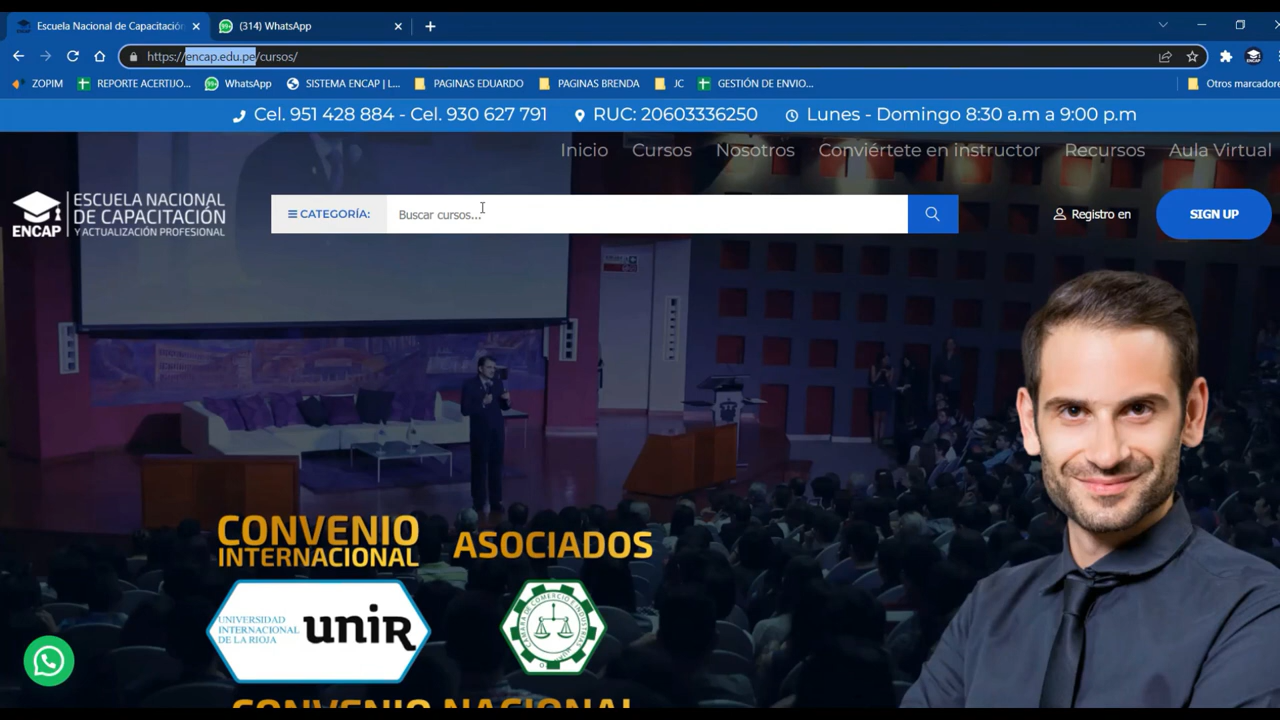 Escuela Nacional de Capacitación
(314) WhatsApp
https://encap.edu.pe/cursos/
ZOPIM
REPORTE ACERTIJO...
WhatsApp
SISTEMA ENCAP | L...
PAGINAS EDUARDO
PAGINAS BRENDA
JC
GESTIÓN DE ENVIO...
Otros marcadores
Cel. 951 428 884 - Cel. 930 627 791
RUC: 20603336250
Lunes - Domingo 8:30 a.m a 9:00 p.m
Inicio
Cursos
Nosotros
Conviértete en instructor
Recursos
Aula Virtual
ENCAP
ESCUELA NACIONAL
DE CAPACITACIÓN
Y ACTUALIZACIÓN PROFESIONAL
CATEGORÍA:
Buscar cursos...
Registro en
SIGN UP
CONVENIO
INTERNACIONAL
ASOCIADOS
UNIVERSIDAD
INTERNACIONAL
DE LA RIOJA
unir
CONVENIO NACIONAL